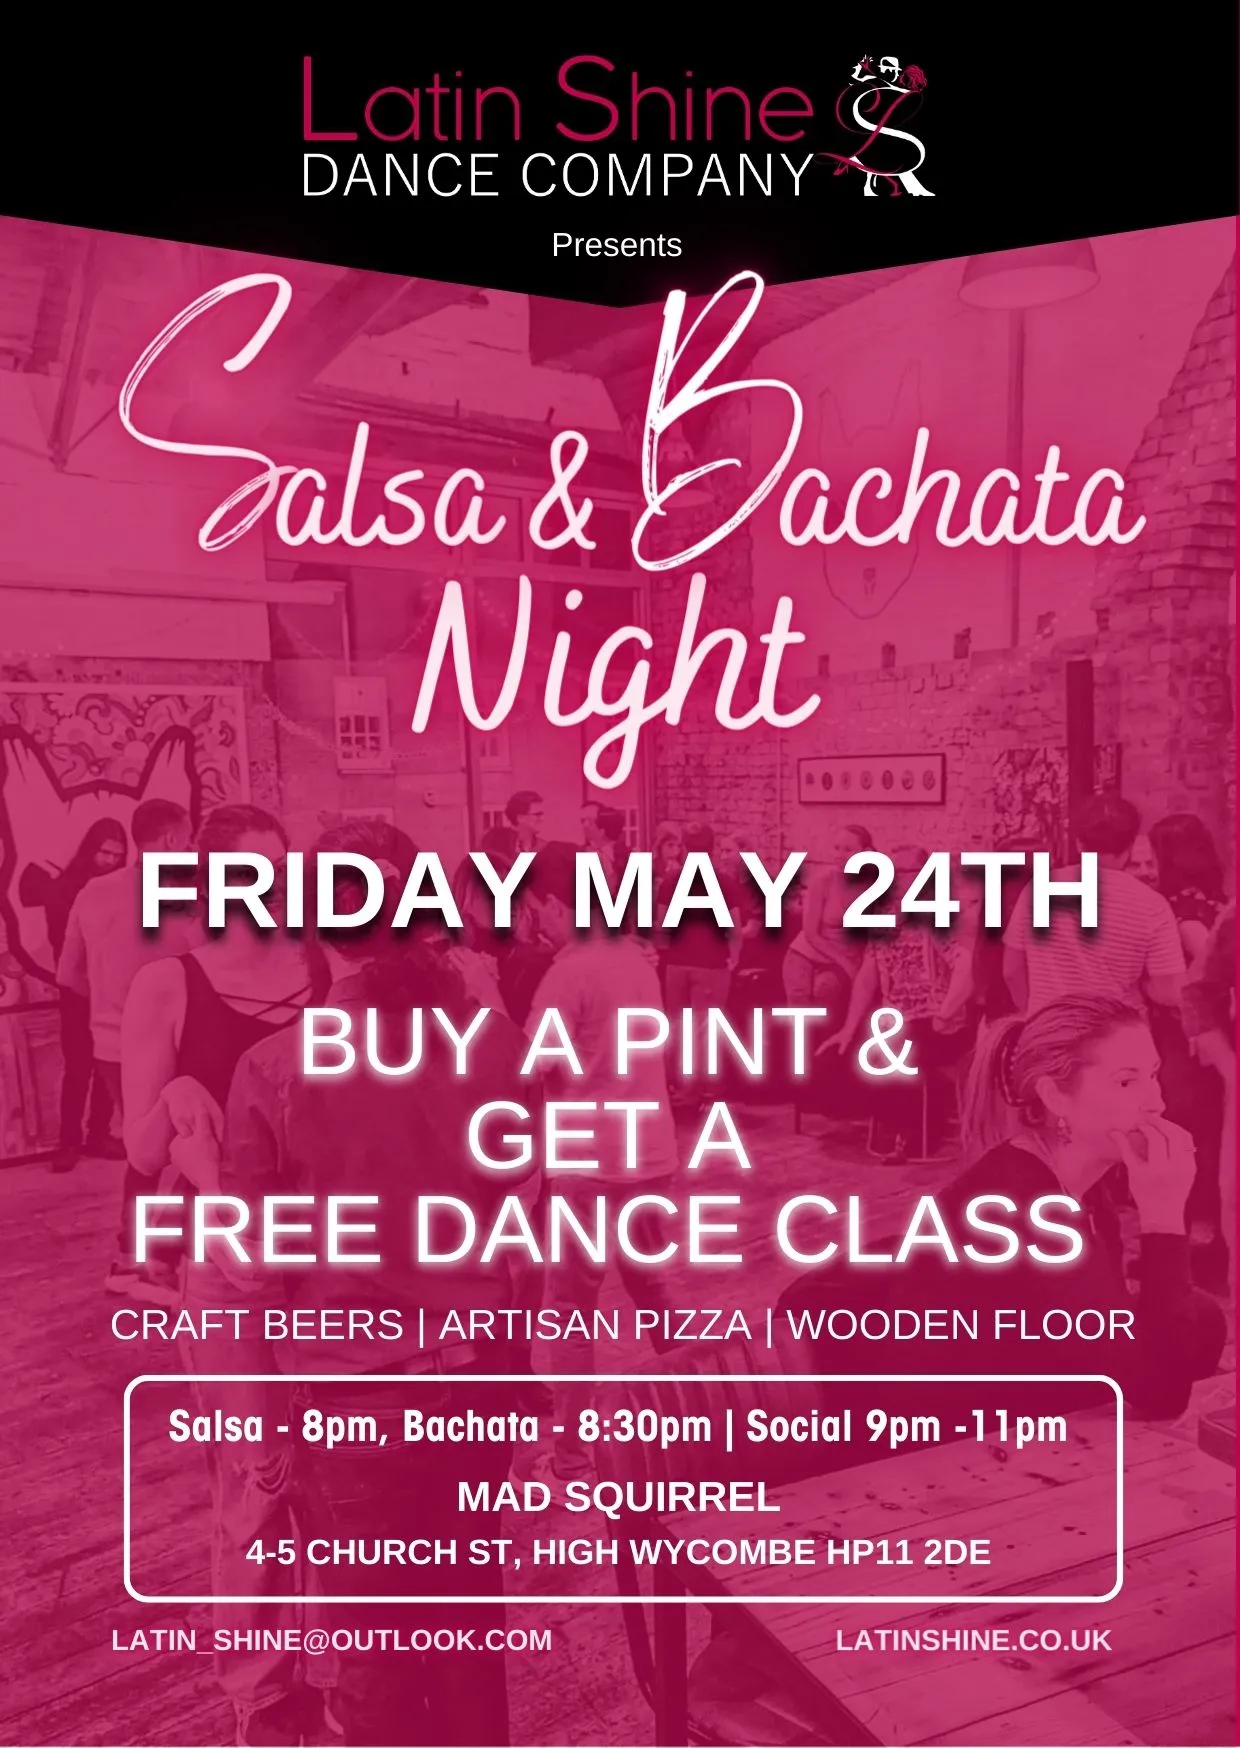 Latin Shine
DANCE COMPANY
Presents
Salsa & Bachata
Night
FRIDAY MAY 24TH
BUY A PINT &
GET A
FREE DANCE CLASS
CRAFT BEERS | ARTISAN PIZZA | WOODEN FLOOR
Salsa - 8pm, Bachata - 8:30pm | Social 9pm -11pm
MAD SQUIRREL
4-5 CHURCH ST, HIGH WYCOMBE HP11 2DE
LATIN_SHINE@OUTLOOK.COM
LATINSHINE.CO.UK